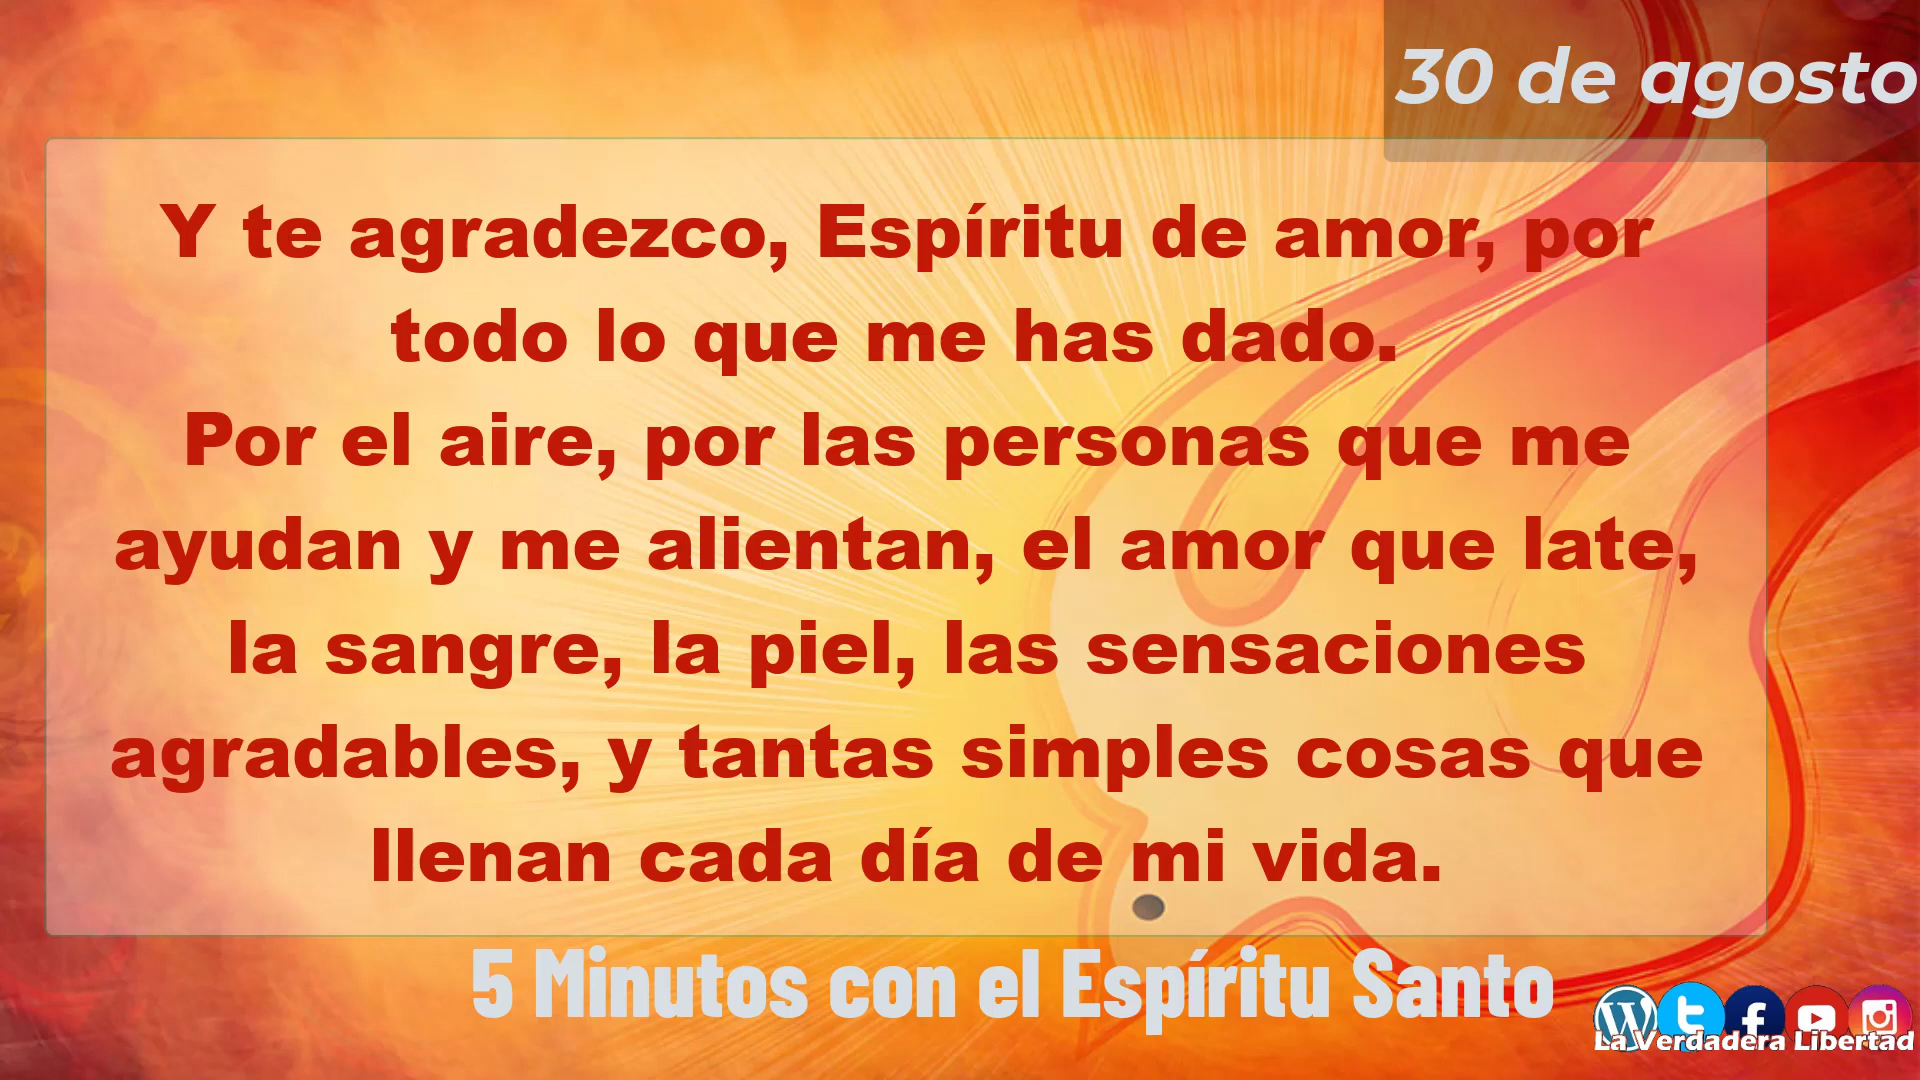 30 de agosto
Y te agradezco, Espíritu de amor, por
todo lo que me has dado.
Por el aire, por las personas que me
ayudan y me alientan, el amor que late,
la sangre, la piel, las sensaciones
agradables, y tantas simples cosas que
llenan cada día de mi vida.
5 Minutos con el Espíritu Santo
La Verdadera Libertad